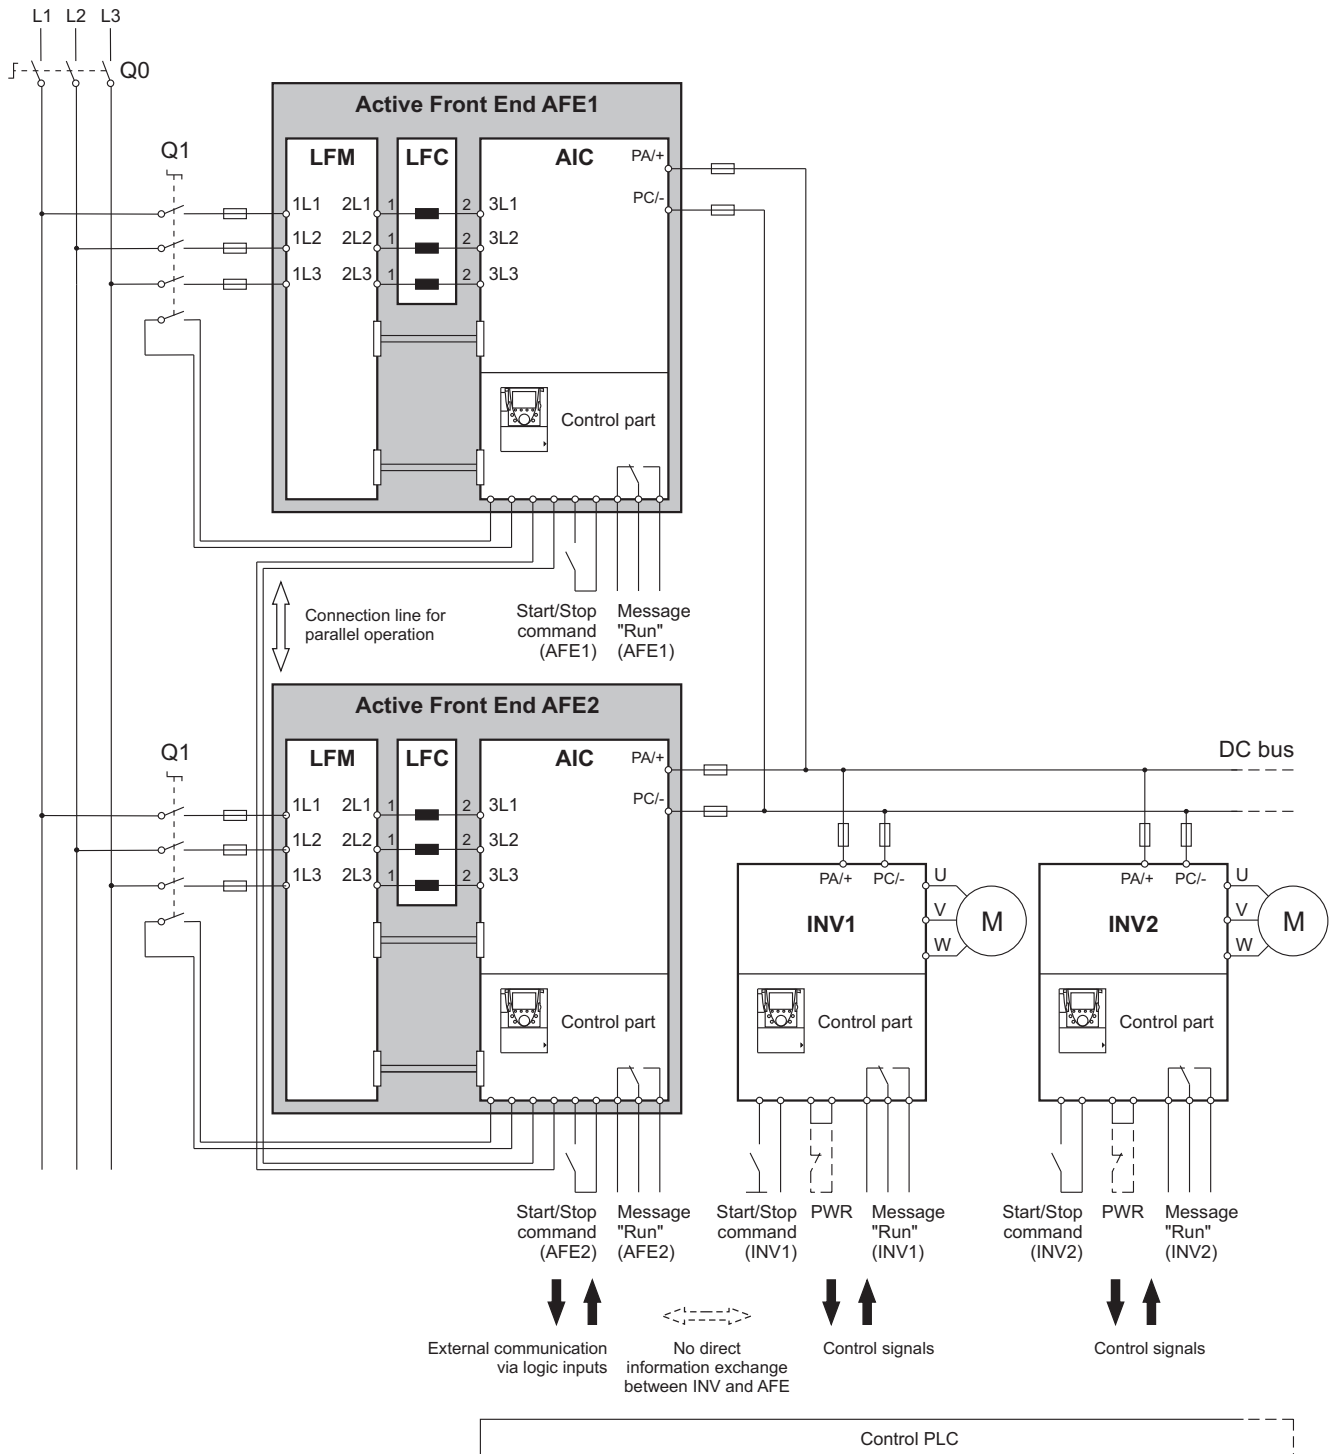 L1 L2 L3
Q0
Active Front End AFE1
Q1
LFM LFC AIC PA/+
PC/-
1L1 2L1 1 2 3L1
1L2 2L2 1 2 3L2
1L3 2L3 1 2 3L3
Control part
Connection line for
parallel operation
Start/Stop
command
(AFE1)
Message
"Run"
(AFE1)
Active Front End AFE2
Q1
LFM LFC AIC PA/+
PC/-
DC bus
1L1 2L1 1 2 3L1
1L2 2L2 1 2 3L2
1L3 2L3 1 2 3L3
PA/+ PC/- U
V
W
INV1
M
PA/+ PC/- U
V
W
INV2
M
Control part
Control part
Control part
Start/Stop
command
(AFE2)
Message
"Run"
(AFE2)
Start/Stop
command
(INV1)
PWR
Message
"Run"
(INV1)
Start/Stop
command
(INV2)
PWR
Message
"Run"
(INV2)
External communication
via logic inputs
No direct
information exchange
between INV and AFE
Control signals
Control signals
Control PLC